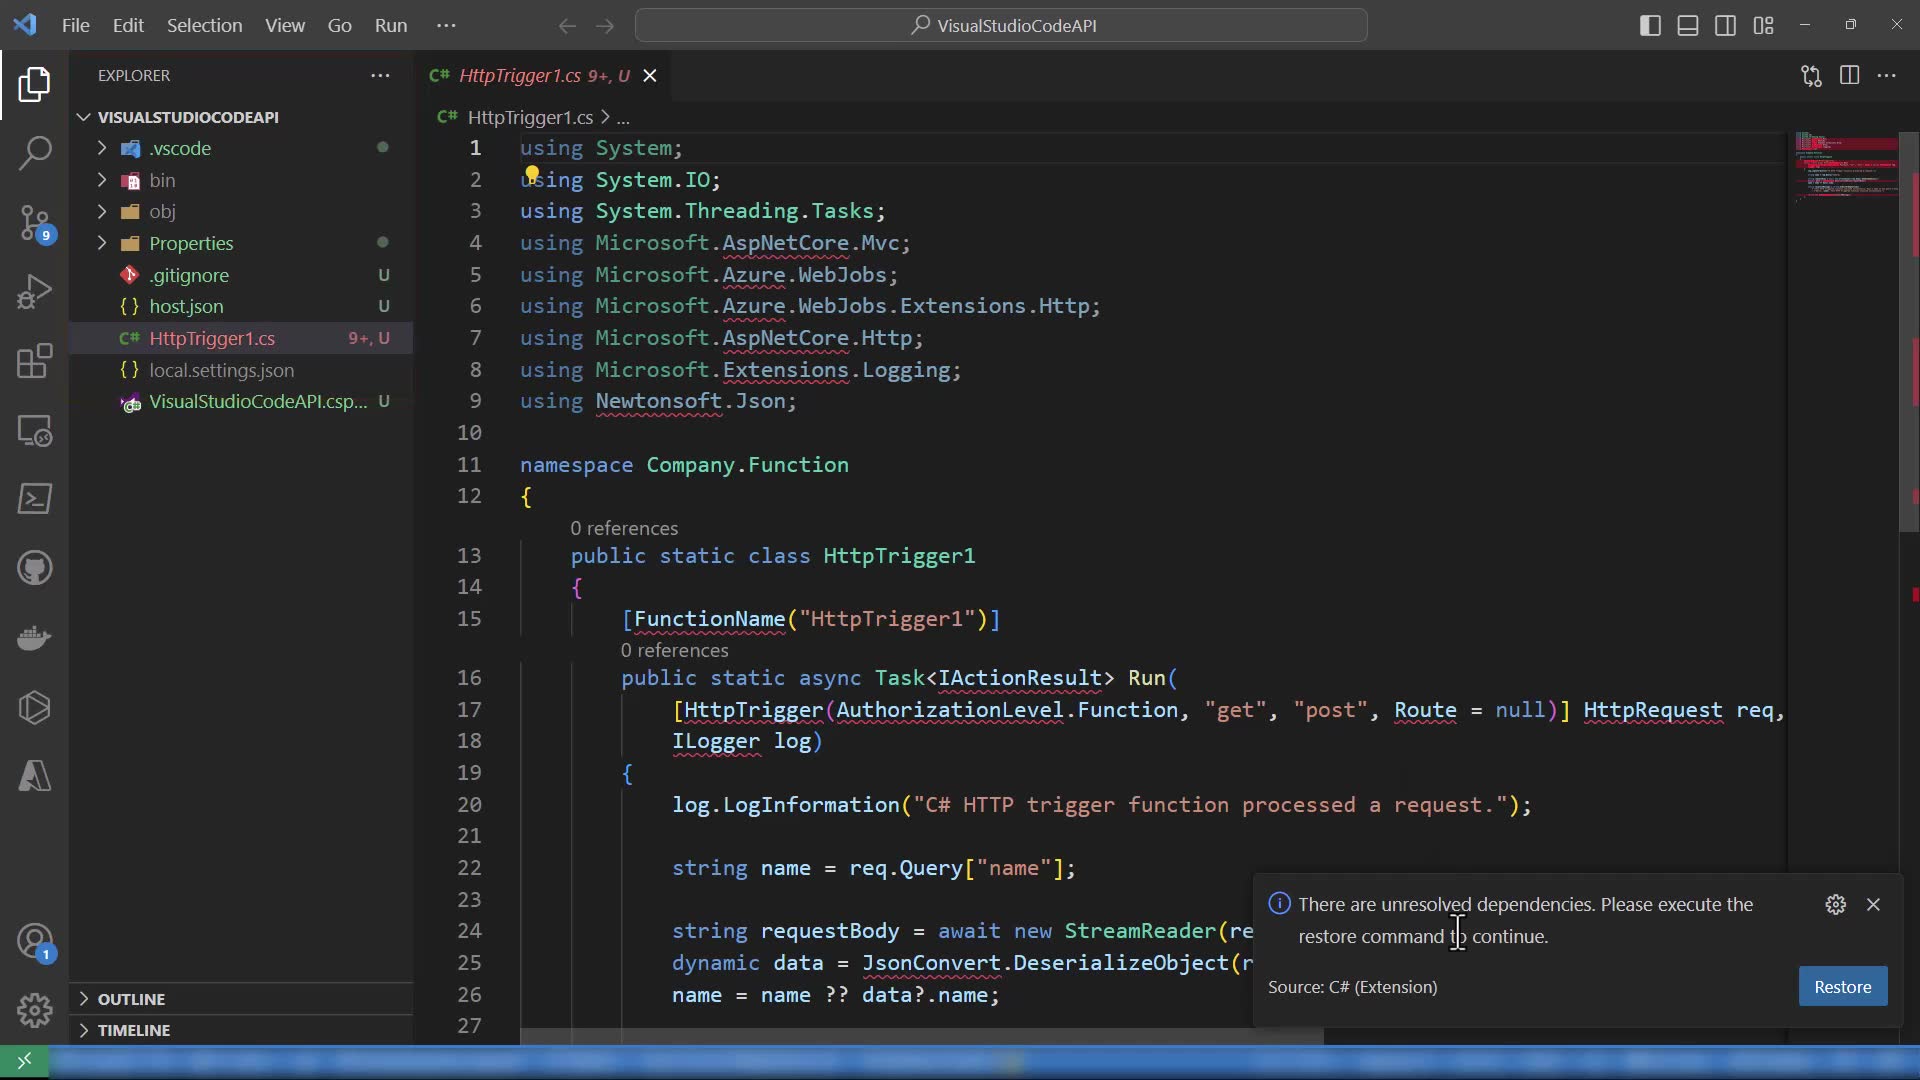 File Edit Selection View Go Run ···
VisualStudioCodeAPI
EXPLORER ···
VISUALSTUDIOCODEAPI
.vscode
bin
obj
Properties
.gitignore U
host.json U
HttpTrigger1.cs 9+, U
local.settings.json
VisualStudioCodeAPI.csp... U
OUTLINE
TIMELINE
9
1
C# HttpTrigger1.cs 9+, U
C# HttpTrigger1.cs > ...
1 using System;
2 using System.IO;
3 using System.Threading.Tasks;
4 using Microsoft.AspNetCore.Mvc;
5 using Microsoft.Azure.WebJobs;
6 using Microsoft.Azure.WebJobs.Extensions.Http;
7 using Microsoft.AspNetCore.Http;
8 using Microsoft.Extensions.Logging;
9 using Newtonsoft.Json;
10
11 namespace Company.Function
12 {
0 references
13 public static class HttpTrigger1
14 {
15 [FunctionName("HttpTrigger1")]
0 references
16 public static async Task<IActionResult> Run(
17 [HttpTrigger(AuthorizationLevel.Function, "get", "post", Route = null)] HttpRequest req,
18 ILogger log)
19 {
20 log.LogInformation("C# HTTP trigger function processed a request.");
21
22 string name = req.Query["name"];
23
24 string requestBody = await new StreamReader(re
25 dynamic data = JsonConvert.DeserializeObject(r
26 name = name ?? data?.name;
27
There are unresolved dependencies. Please execute the
restore command to continue.
Source: C# (Extension)
Restore